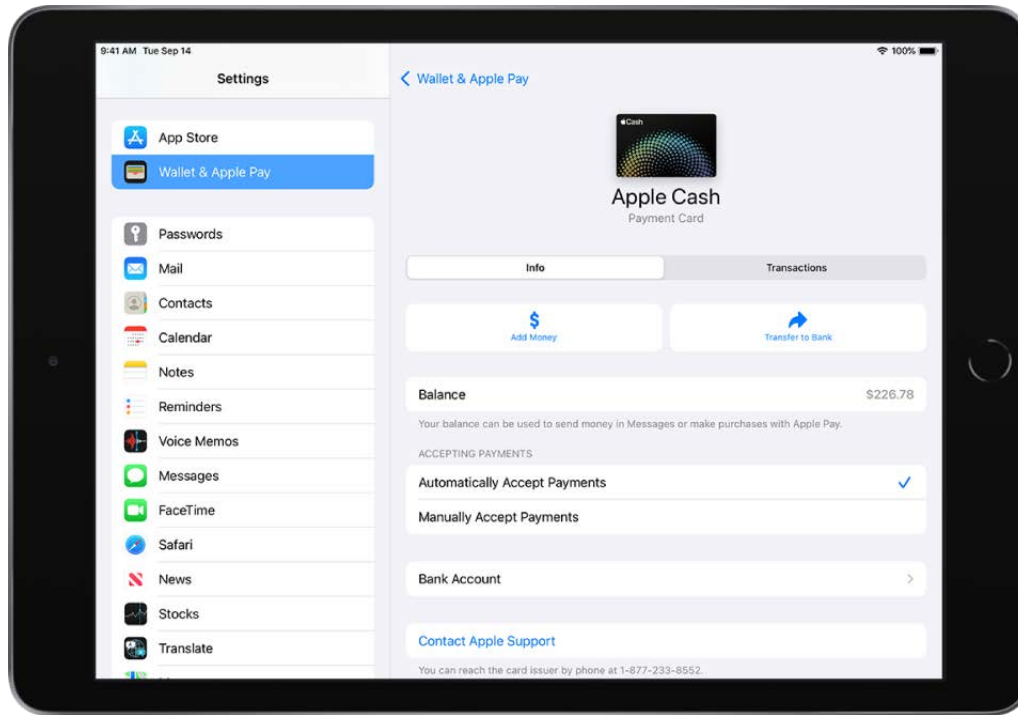 9:41 AM Tue Sep 14
100%
Settings
App Store
Wallet & Apple Pay
Passwords
Mail
Contacts
Calendar
Notes
Reminders
Voice Memos
Messages
FaceTime
Safari
News
Stocks
Translate
Wallet & Apple Pay
Cash
Apple Cash
Payment Card
Info
Transactions
$
Add Money
Transfer to Bank
Balance
$226.78
Your balance can be used to send money in Messages or make purchases with Apple Pay.
ACCEPTING PAYMENTS
Automatically Accept Payments
Manually Accept Payments
Bank Account
Contact Apple Support
You can reach the card issuer by phone at 1-877-233-8552.